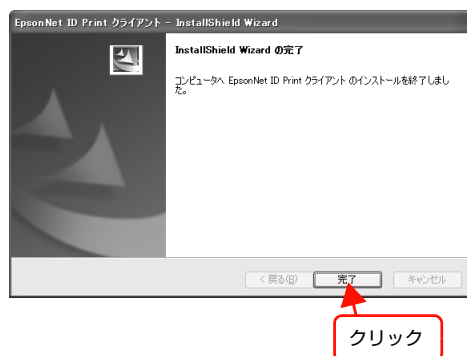 EpsonNet ID Print クライアント - InstallShield Wizard
InstallShield Wizard の完了
コンピュータへ EpsonNet ID Print クライアント のインストールを終了しまし
た。
< 戻る(B)
完了
キャンセル
クリック